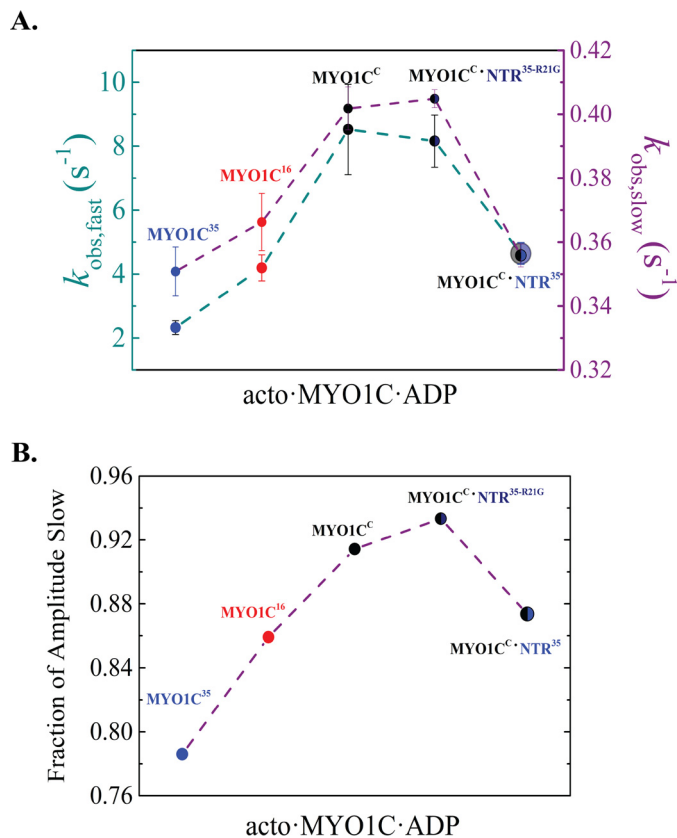 A.
10
8
6
4
2
k obs,fast (s⁻¹)
0.42
0.40
0.38
0.36
0.34
0.32
k obs,slow (s⁻¹)
MYO1C^C
MYO1C^C·NTR^35-R21G
MYO1C^16
MYO1C^35
MYO1C^C·NTR^35
acto·MYO1C·ADP
B.
0.96
0.92
0.88
0.84
0.80
0.76
Fraction of Amplitude Slow
MYO1C^C·NTR^35-R21G
MYO1C^C
MYO1C^16
MYO1C^C·NTR^35
MYO1C^35
acto·MYO1C·ADP